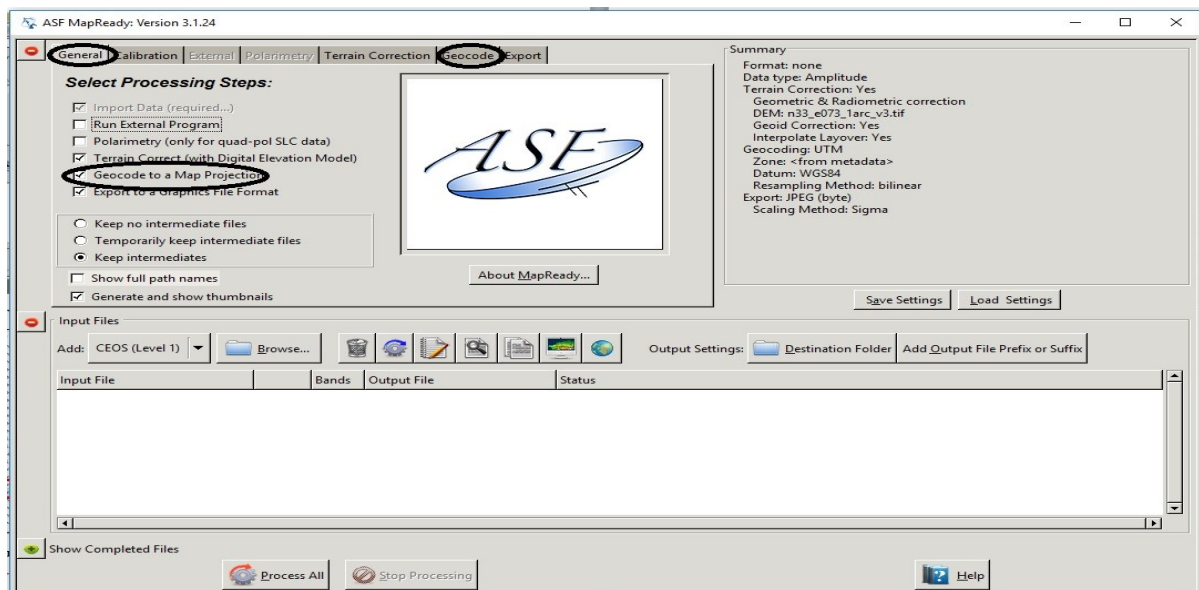 ASF MapReady: Version 3.1.24
General Calibration External Polarimetry Terrain Correction Geocode Export
Select Processing Steps:
Import Data (required...)
Run External Program
Polarimetry (only for quad-pol SLC data)
Terrain Correct (with Digital Elevation Model)
Geocode to a Map Projection
Export to a Graphics File Format
Keep no intermediate files
Temporarily keep intermediate files
Keep intermediates
Show full path names
Generate and show thumbnails
ASF
About MapReady...
Summary
Format: none
Data type: Amplitude
Terrain Correction: Yes
Geometric & Radiometric correction
DEM: n33_e073_1arc_v3.tif
Geoid Correction: Yes
Interpolate Layover: Yes
Geocoding: UTM
Zone: <from metadata>
Datum: WGS84
Resampling Method: bilinear
Export: JPEG (byte)
Scaling Method: Sigma
Save Settings Load Settings
Input Files
Add: CEOS (Level 1) Browse... Output Settings: Destination Folder Add Output File Prefix or Suffix
Input File Bands Output File Status
Show Completed Files
Process All Stop Processing Help